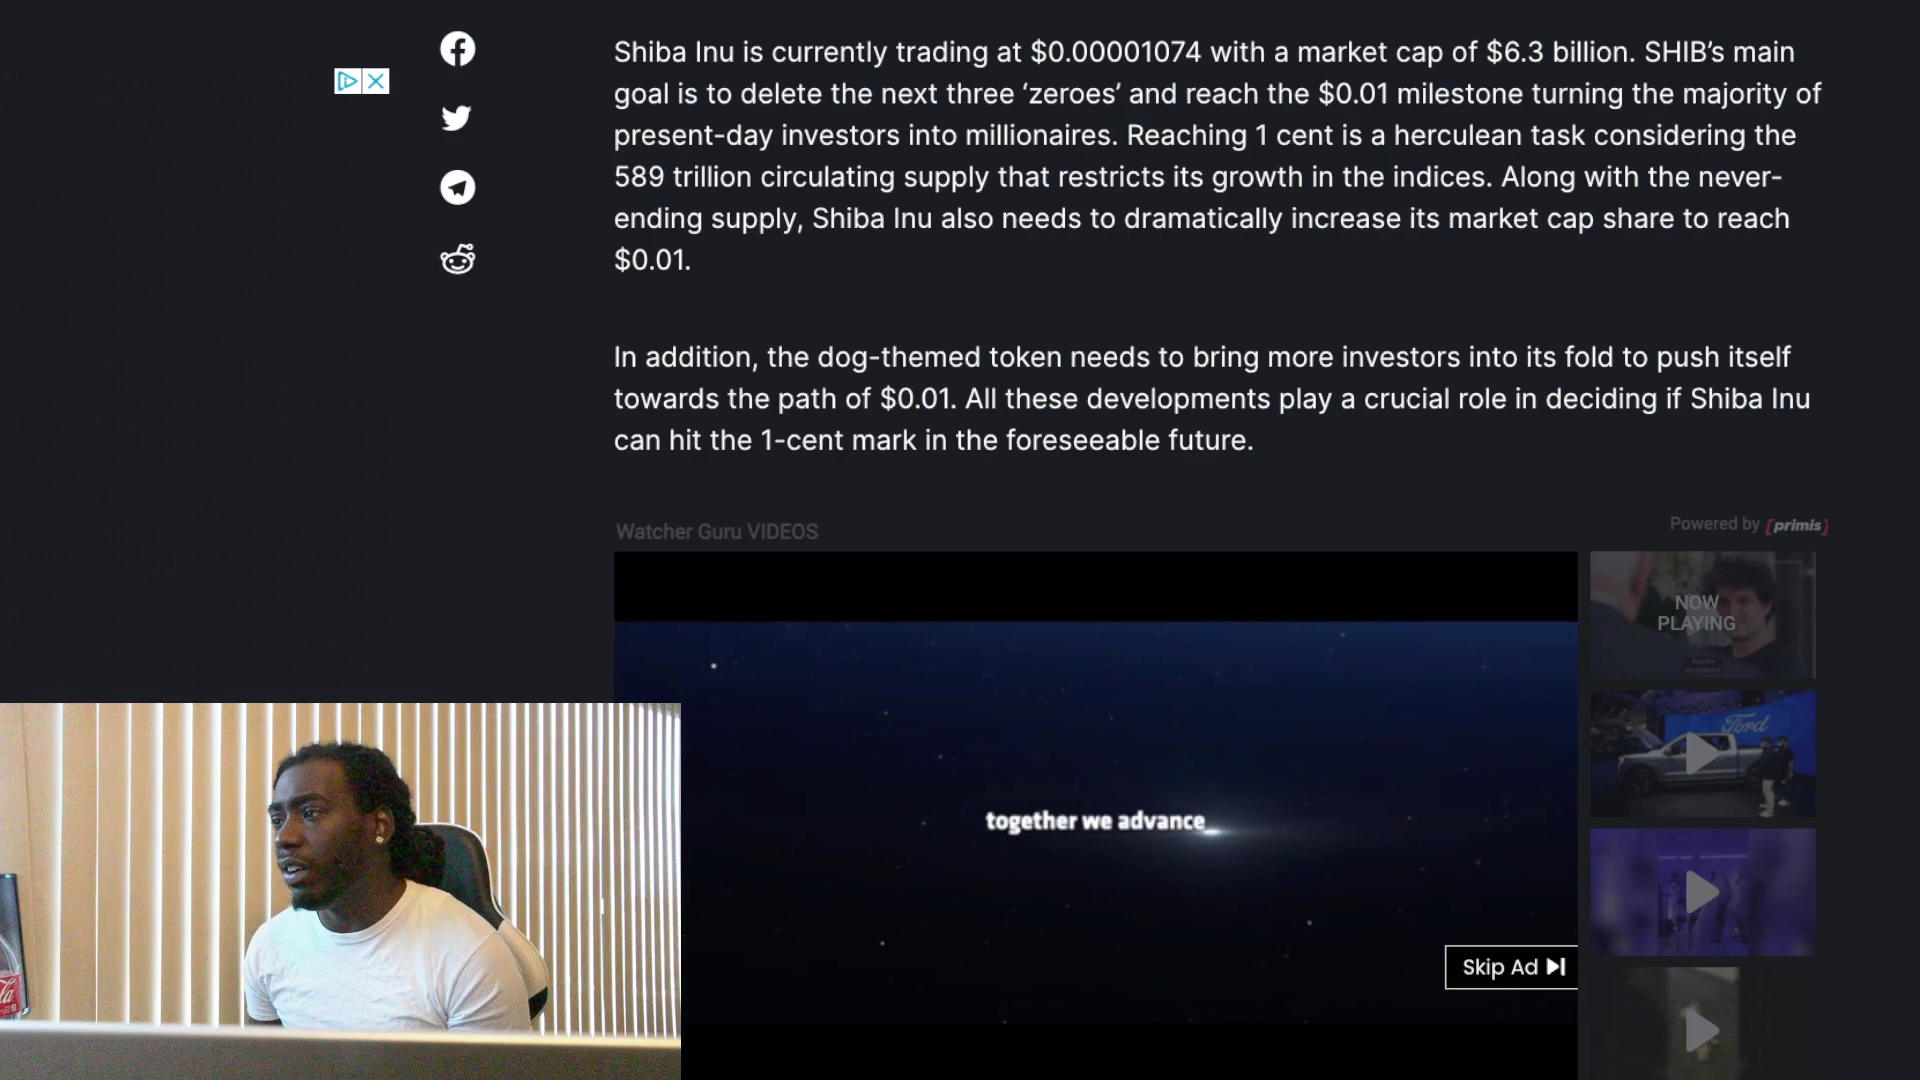 Shiba Inu is currently trading at $0.00001074 with a market cap of $6.3 billion. SHIB’s main
goal is to delete the next three ‘zeroes’ and reach the $0.01 milestone turning the majority of
present-day investors into millionaires. Reaching 1 cent is a herculean task considering the
589 trillion circulating supply that restricts its growth in the indices. Along with the never-
ending supply, Shiba Inu also needs to dramatically increase its market cap share to reach
$0.01.
In addition, the dog-themed token needs to bring more investors into its fold to push itself
towards the path of $0.01. All these developments play a crucial role in deciding if Shiba Inu
can hit the 1-cent mark in the foreseeable future.
Watcher Guru VIDEOS
Powered by [primis]
NOW
PLAYING
Ford
together we advance
Skip Ad